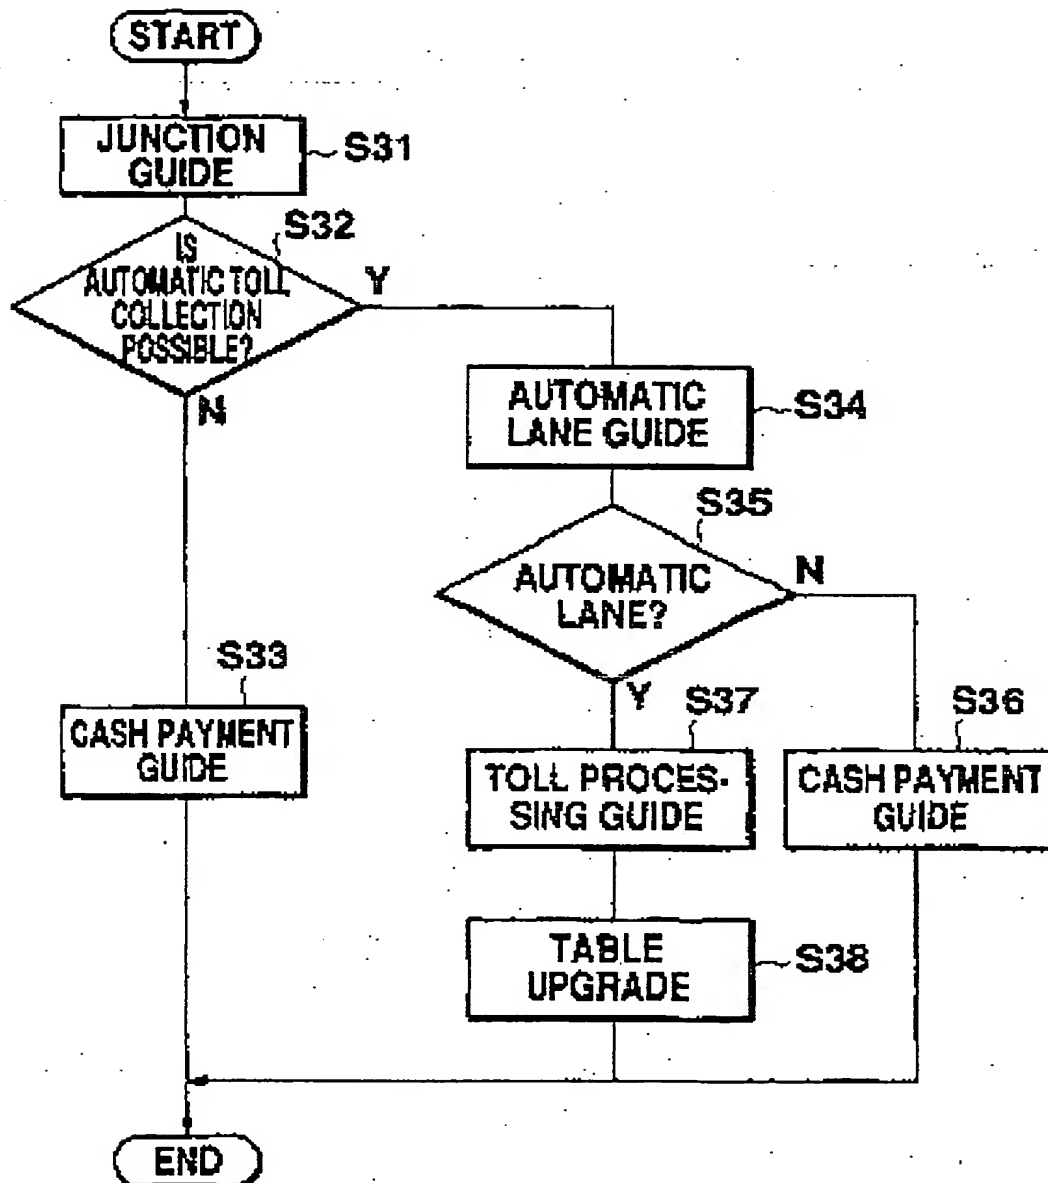 START
JUNCTION
GUIDE
S31
S32
IS
AUTOMATIC TOLL
COLLECTION
POSSIBLE?
Y
N
AUTOMATIC
LANE GUIDE
S34
S35
AUTOMATIC
LANE?
N
Y
S33
CASH PAYMENT
GUIDE
S37
TOLL PROCES-
SING GUIDE
S36
CASH PAYMENT
GUIDE
TABLE
UPGRADE
S38
END